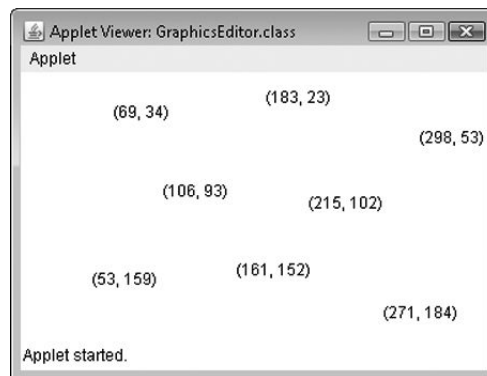 Applet Viewer: GraphicsEditor.class
Applet
(183, 23)
(69, 34)
(298, 53)
(106, 93)
(215, 102)
(161, 152)
(53, 159)
(271, 184)
Applet started.